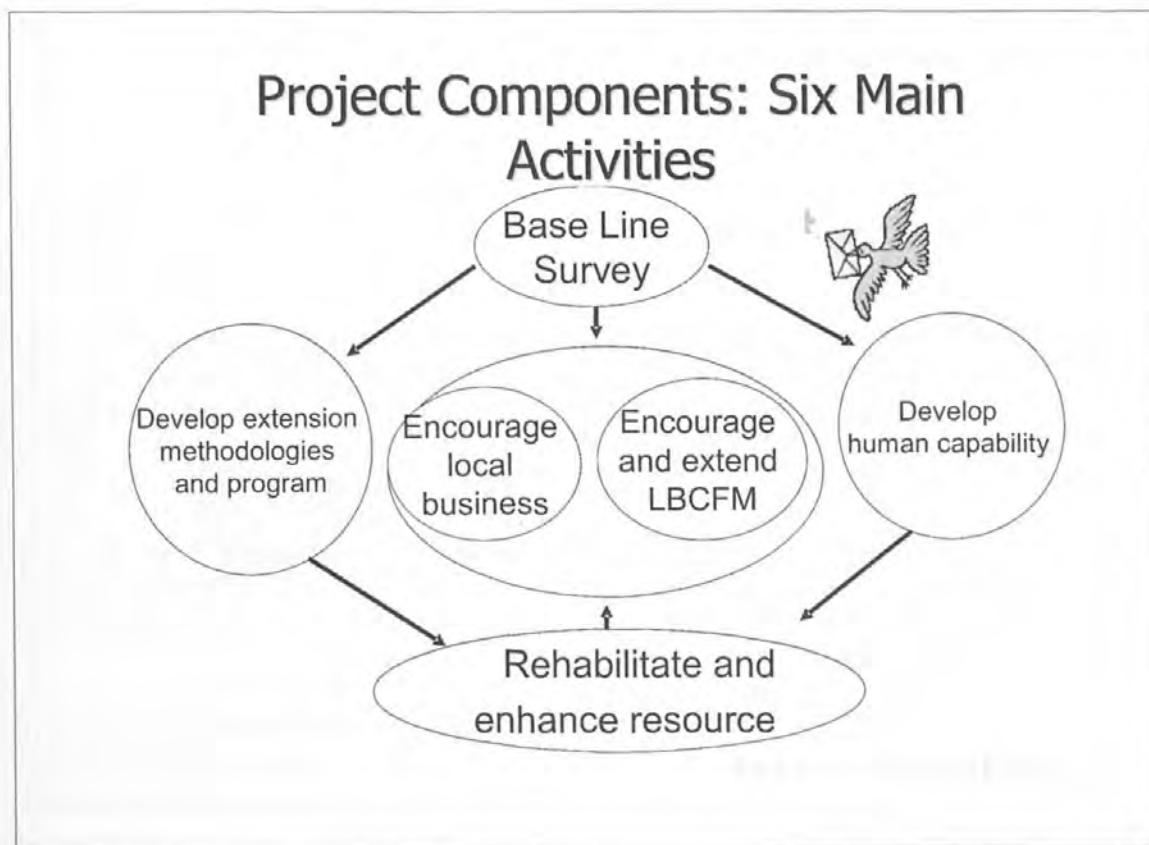 Project Components: Six Main
Activities
Base Line
Survey
Develop extension
methodologies
and program
Encourage
local
business
Encourage
and extend
LBCFM
Develop
human capability
Rehabilitate and
enhance resource